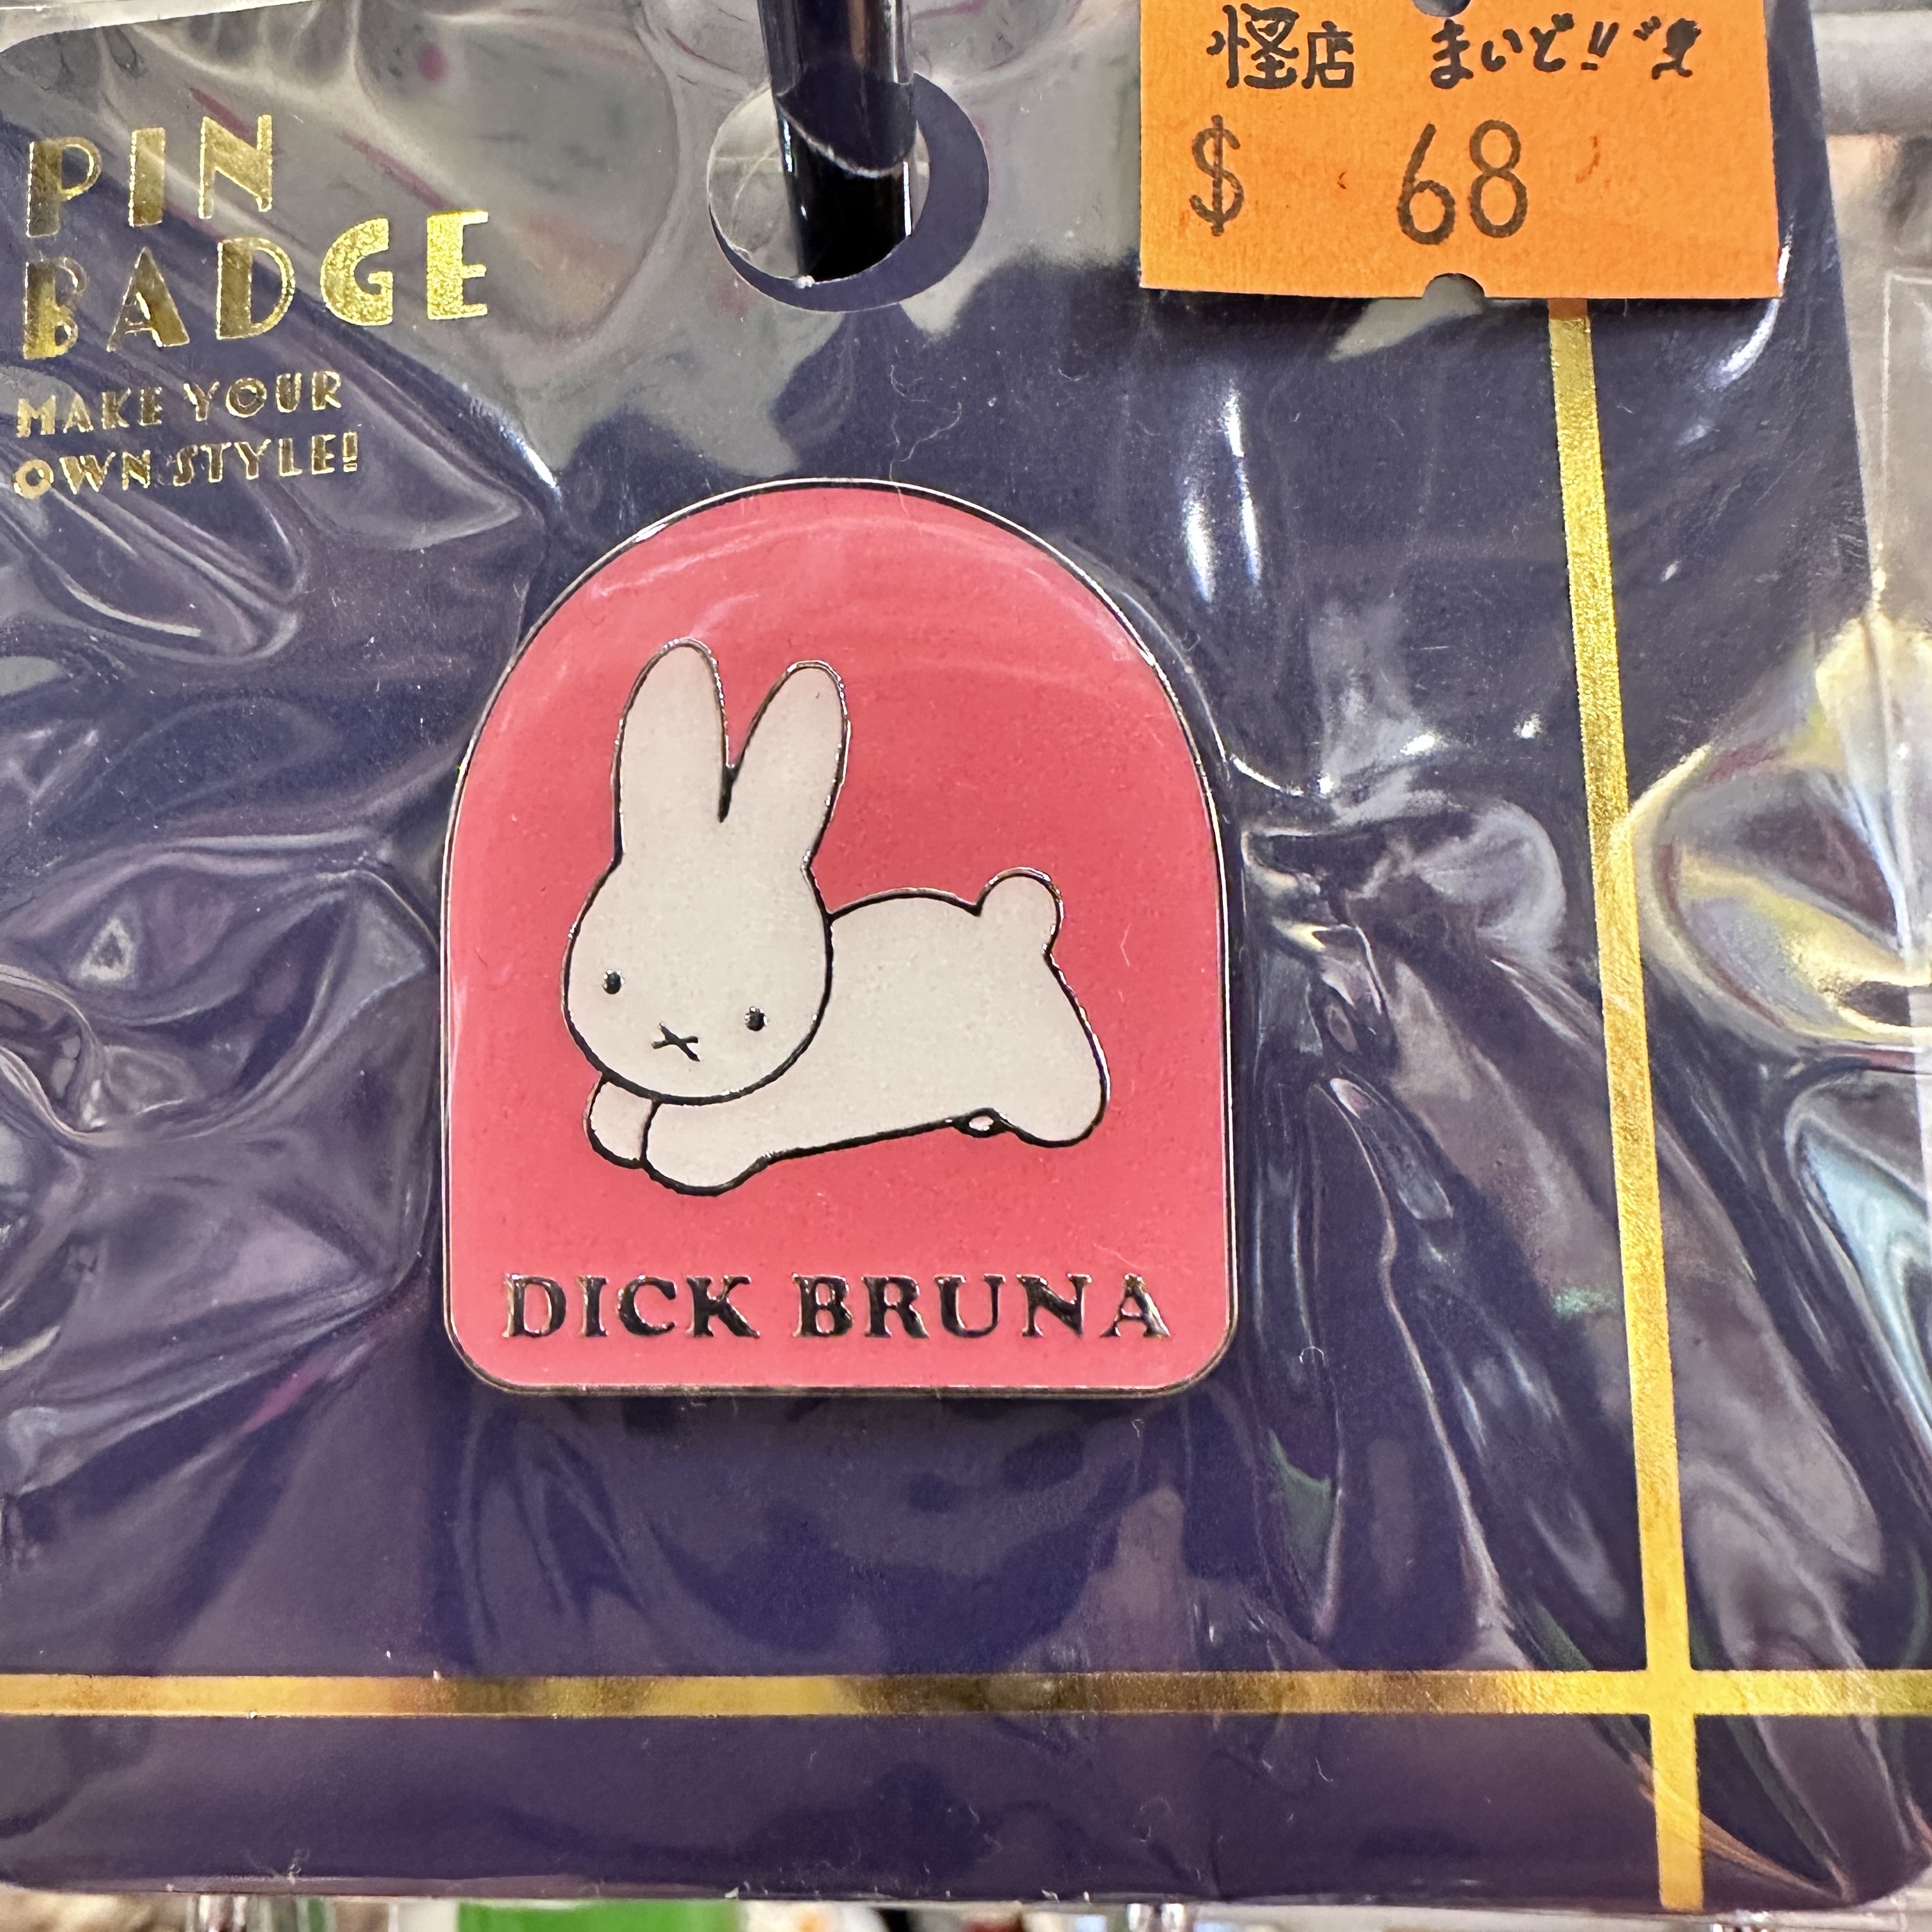 PIN
BADGE
MAKE YOUR
OWN STYLE!
怪店 まいど!!
$ 68
DICK BRUNA